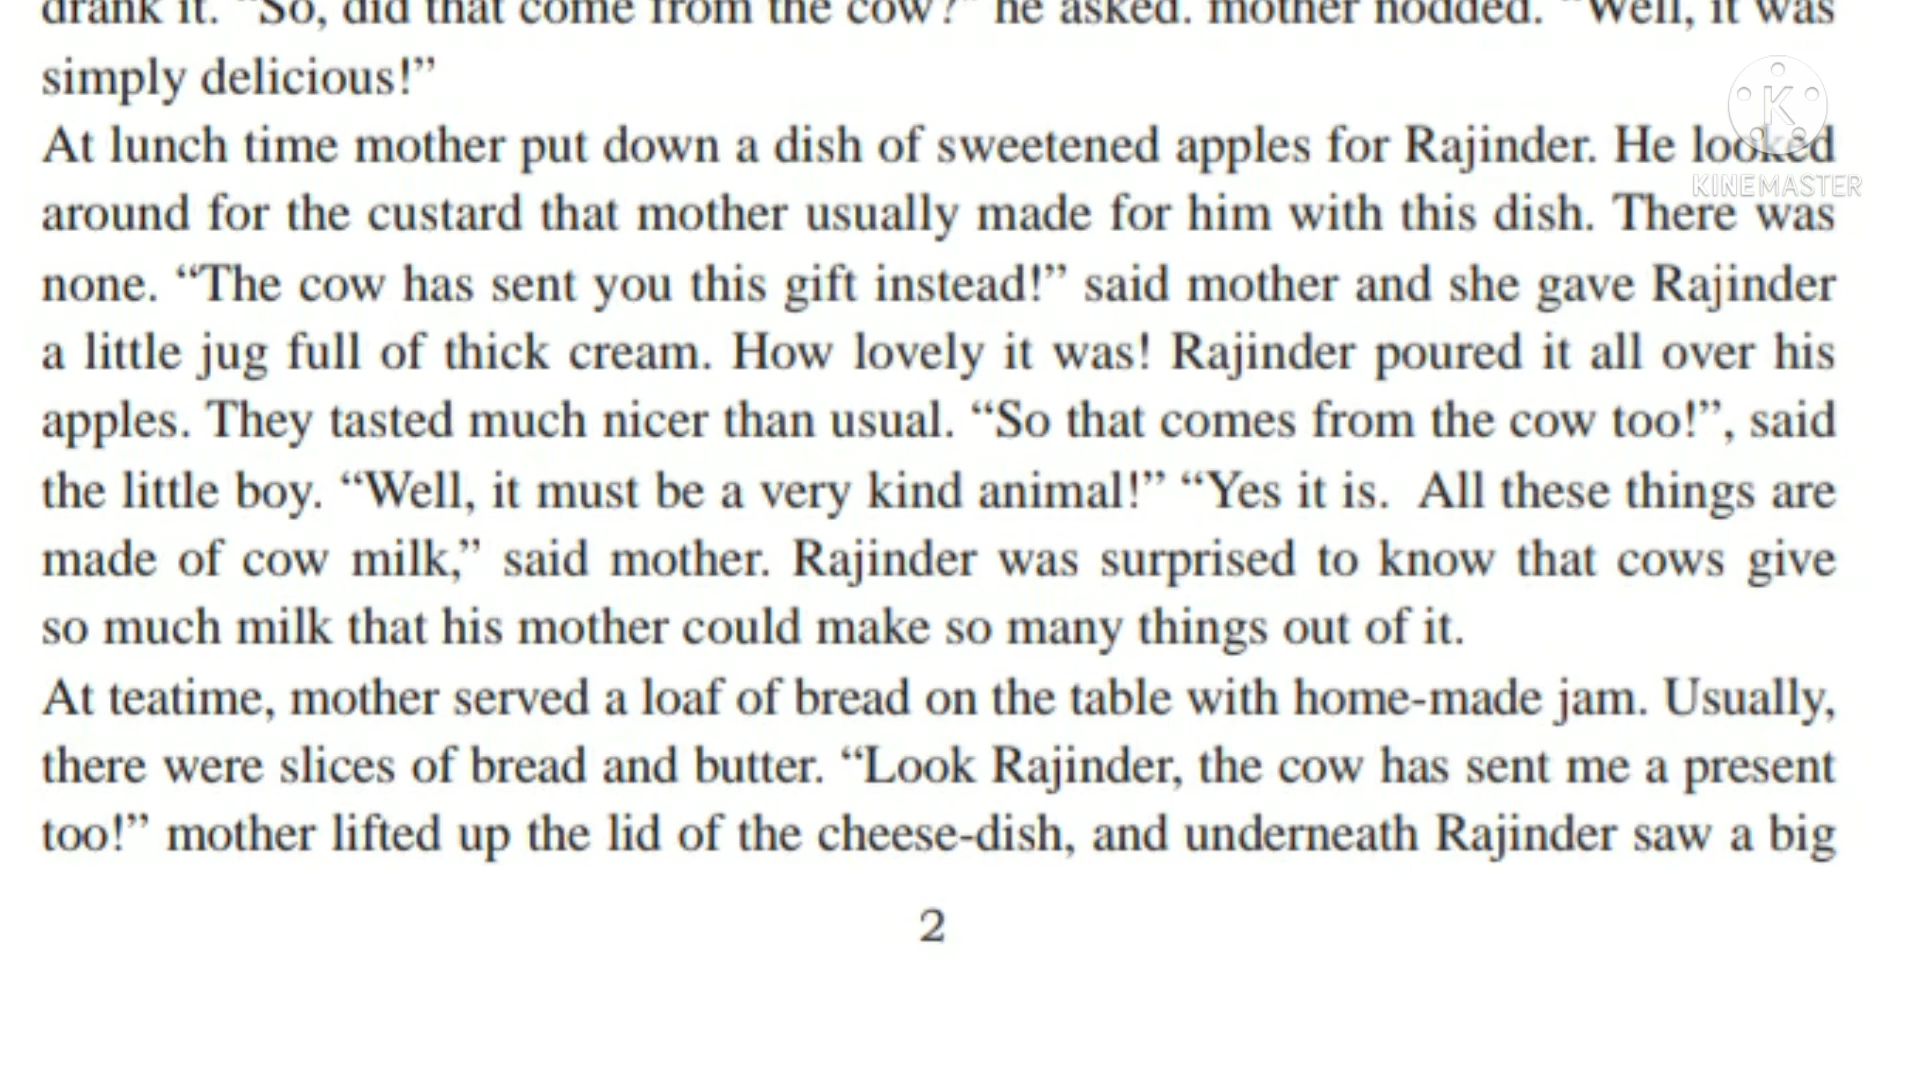 drank it. “So, did that come from the cow?” he asked. mother nodded. “Well, it was
simply delicious!”
At lunch time mother put down a dish of sweetened apples for Rajinder. He looked
around for the custard that mother usually made for him with this dish. There was
none. “The cow has sent you this gift instead!” said mother and she gave Rajinder
a little jug full of thick cream. How lovely it was! Rajinder poured it all over his
apples. They tasted much nicer than usual. “So that comes from the cow too!”, said
the little boy. “Well, it must be a very kind animal!” “Yes it is. All these things are
made of cow milk,” said mother. Rajinder was surprised to know that cows give
so much milk that his mother could make so many things out of it.
At teatime, mother served a loaf of bread on the table with home-made jam. Usually,
there were slices of bread and butter. “Look Rajinder, the cow has sent me a present
too!” mother lifted up the lid of the cheese-dish, and underneath Rajinder saw a big
2
K
KINEMASTER